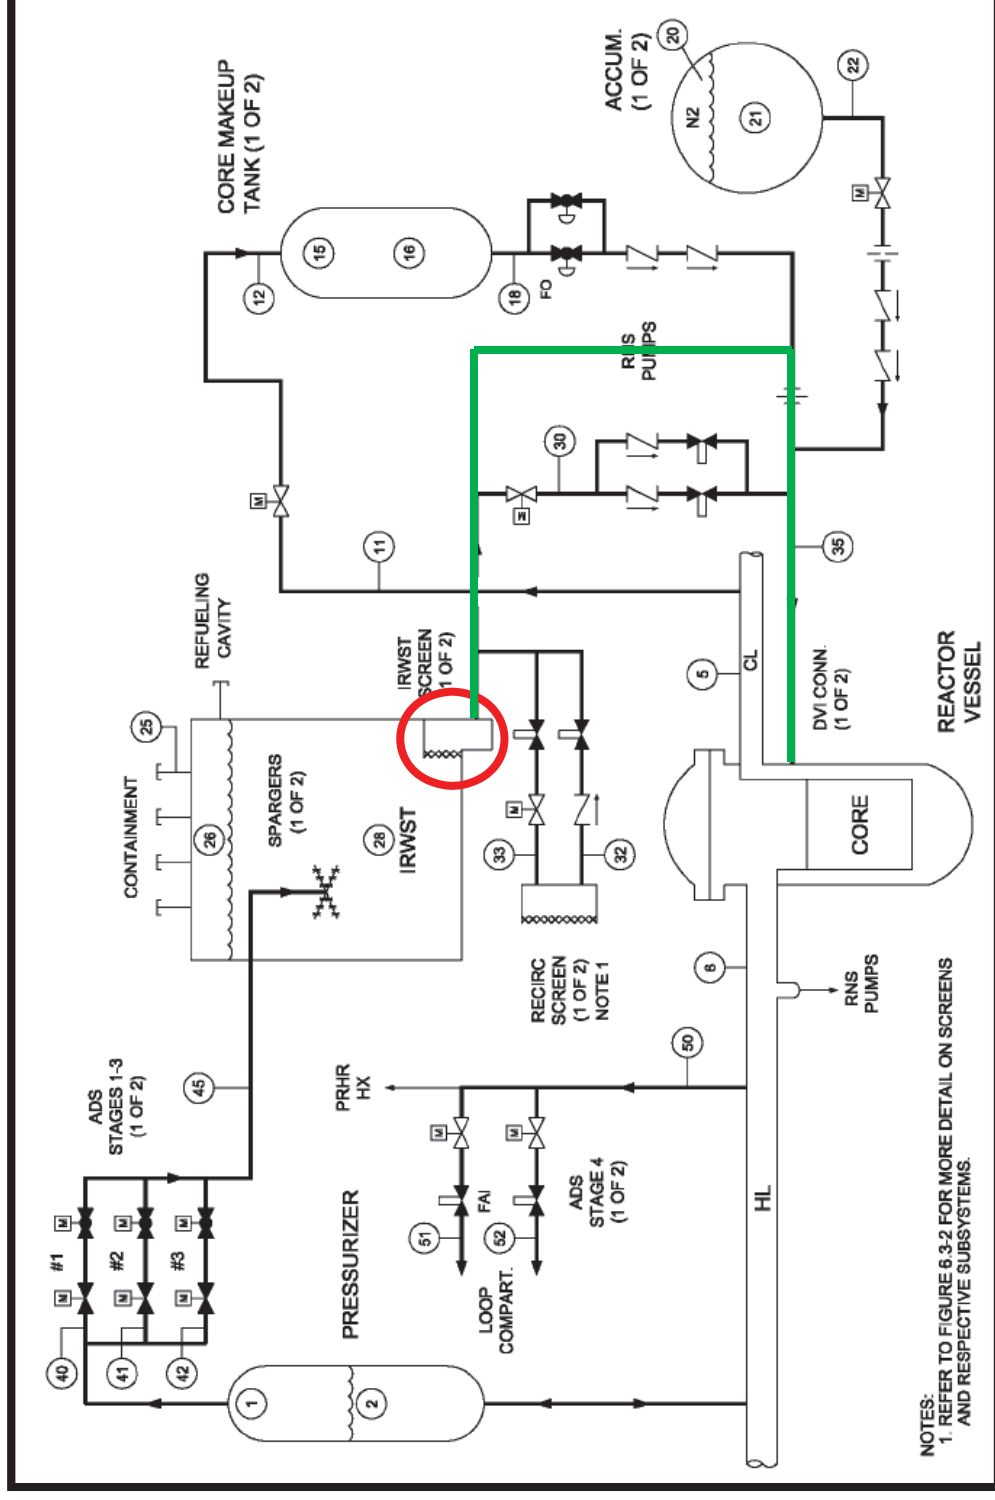 #1
M
M
40
#2
M
M
41
#3
M
M
42
ADS
STAGES 1-3
(1 OF 2)
45
CONTAINMENT
25
REFUELING
CAVITY
26
SPARGERS
(1 OF 2)
28
IRWST
IRWST
SCREEN
(1 OF 2)
CORE MAKEUP
TANK (1 OF 2)
M
11
12
15
16
18
FO
ACCUM.
(1 OF 2)
20
N2
21
22
M
PRESSURIZER
1
2
PRHR
HX
M
M
51
FAI
52
LOOP
COMPART.
ADS
STAGE 4
(1 OF 2)
50
RECIRC
SCREEN
(1 OF 2)
NOTE 1
33
M
32
M
30
RNS
PUMPS
35
5
CL
6
HL
DVI CONN.
(1 OF 2)
CORE
RNS
PUMPS
REACTOR
VESSEL
NOTES:
1. REFER TO FIGURE 6.3-2 FOR MORE DETAIL ON SCREENS
AND RESPECTIVE SUBSYSTEMS.